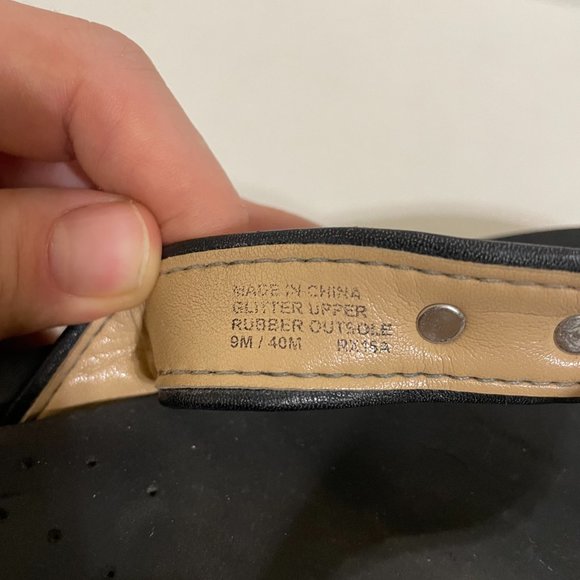 MADE IN CHINA
GLITTER UPPER
RUBBER OUTSOLE
9M / 40M